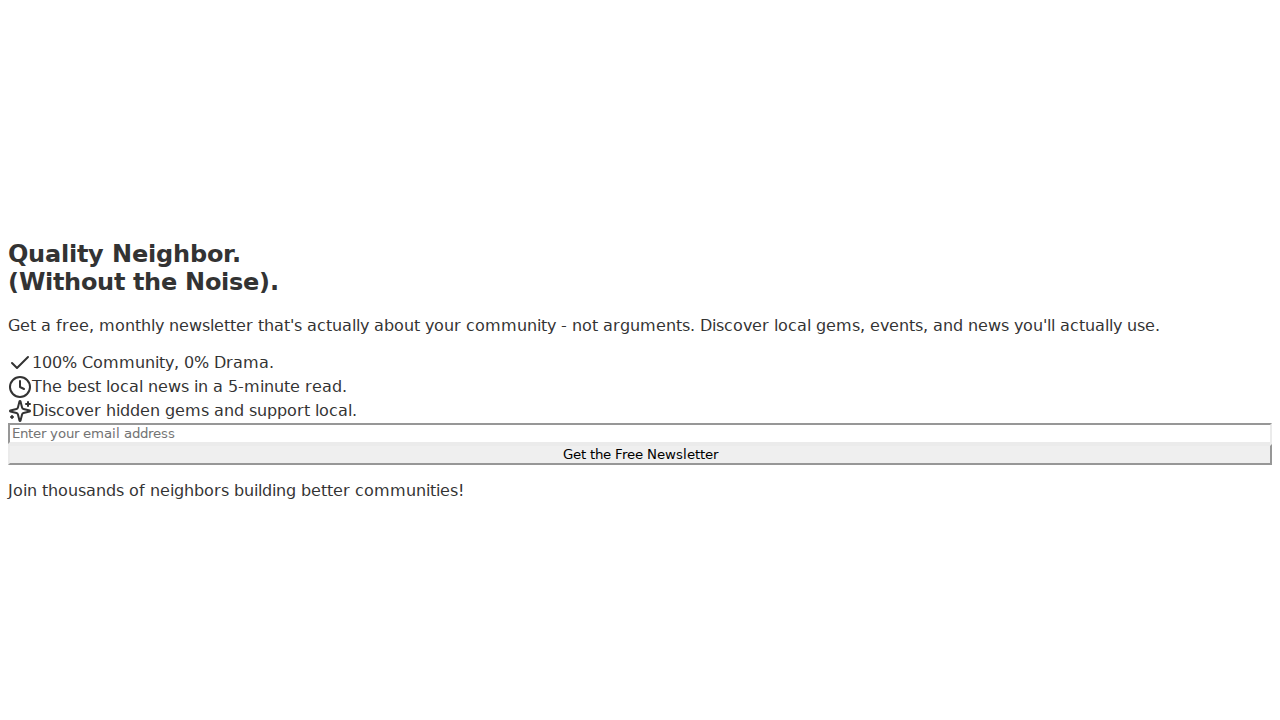 Quality Neighbor.
(Without the Noise).
Get a free, monthly newsletter that's actually about your community - not arguments. Discover local gems, events, and news you'll actually use.
100% Community, 0% Drama.
The best local news in a 5-minute read.
Discover hidden gems and support local.
Enter your email address
Get the Free Newsletter
Join thousands of neighbors building better communities!